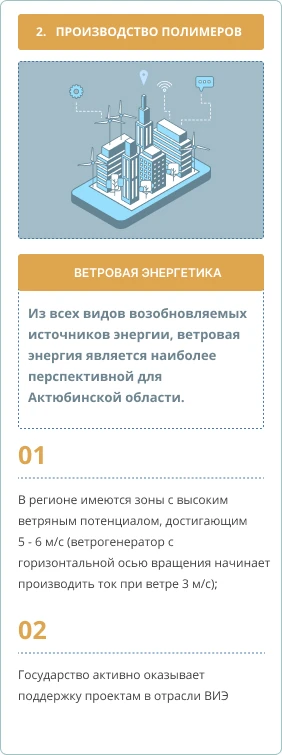 2. ПРОИЗВОДСТВО ПОЛИМЕРОВ
ВЕТРОВАЯ ЭНЕРГЕТИКА
Из всех видов возобновляемых
источников энергии, ветровая
энергия является наиболее
перспективной для
Актюбинской области.
01
В регионе имеются зоны с высоким
ветряным потенциалом, достигающим
5 - 6 м/с (ветрогенератор с
горизонтальной осью вращения начинает
производить ток при ветре 3 м/с);
02
Государство активно оказывает
поддержку проектам в отрасли ВИЭ